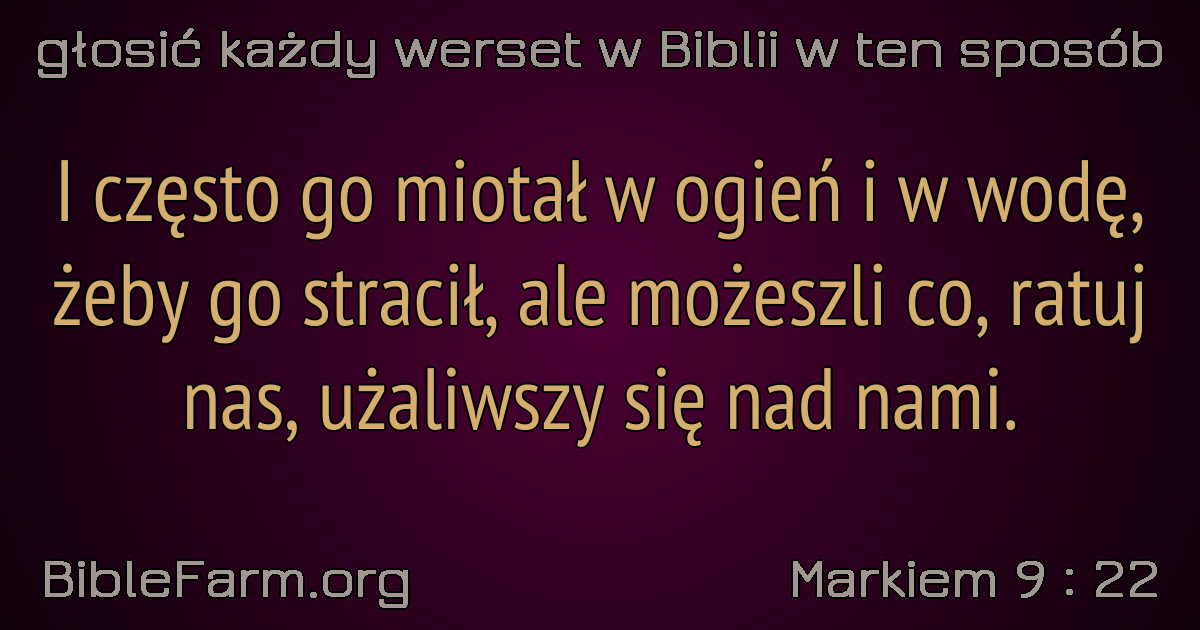 głosić każdy werset w Biblii w ten sposób
I często go miotał w ogień i w wodę,
żeby go stracił, ale możeszli co, ratuj
nas, użaliwszy się nad nami.
BibleFarm.org
Markiem 9 : 22